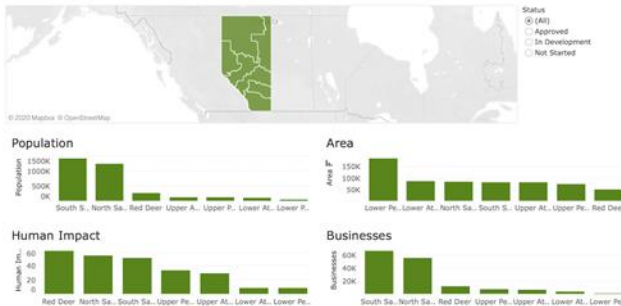 Status
(All)
Approved
In Development
Not Started
© 2020 Mapbox © OpenStreetMap
Population
Population
1500K
1000K
500K
0K
South S... North Sa... Red Deer Upper A... Upper P... Lower At... Lower P...
Area
Area
150K
100K
50K
Lower Pe... Lower At... North Sa... South S... Upper At... Upper Pe... Red Deer
Human Impact
Human Im...
60
40
20
0
Red Deer North Sa... South Sa... Upper Pe... Upper At... Lower At... Lower Pe...
Businesses
Businesses
60K
40K
20K
South Sa... North Sa... Red Deer Upper Pe... Upper At... Lower At... Lower Pe...